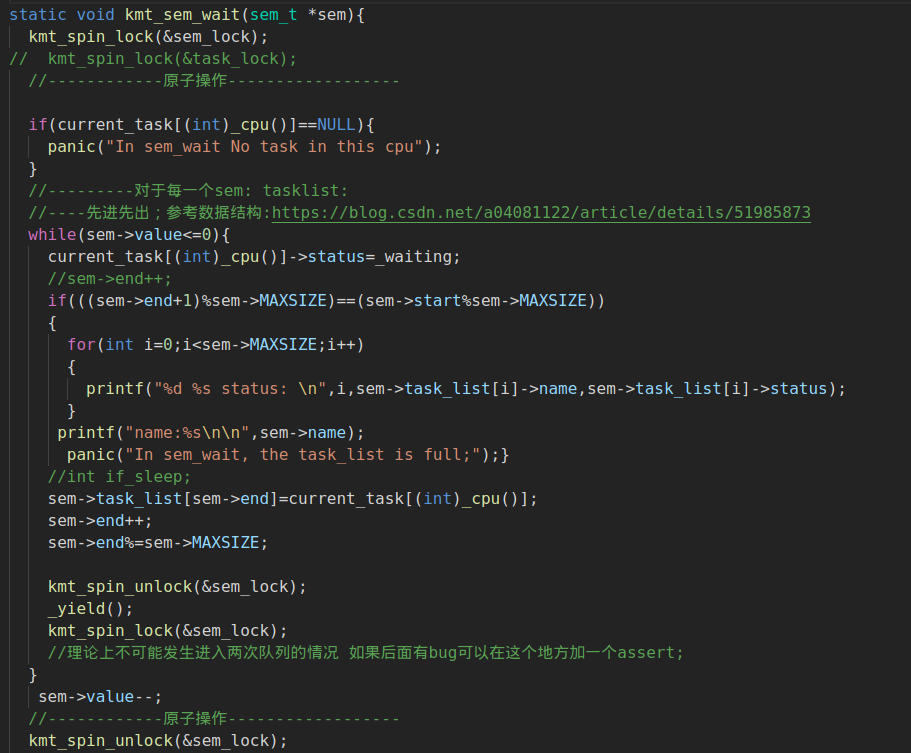 static void kmt_sem_wait(sem_t *sem){
  kmt_spin_lock(&sem_lock);
//  kmt_spin_lock(&task_lock);
  //------------原子操作------------------
  if(current_task[(int)_cpu()]==NULL){
    panic("In sem_wait No task in this cpu");
  }
  //---------对于每一个sem: tasklist:
  //----先进先出；参考数据结构:https://blog.csdn.net/a04081122/article/details/51985873
  while(sem->value<=0){
    current_task[(int)_cpu()]->status=_waiting;
    //sem->end++;
    if(((sem->end+1)%sem->MAXSIZE)==(sem->start%sem->MAXSIZE))
    {
      for(int i=0;i<sem->MAXSIZE;i++)
      {
        printf("%d %s status: \n",i,sem->task_list[i]->name,sem->task_list[i]->status);
      }
     printf("name:%s\n\n",sem->name);
      panic("In sem_wait, the task_list is full;");}
    //int if_sleep;
    sem->task_list[sem->end]=current_task[(int)_cpu()];
    sem->end++;
    sem->end%=sem->MAXSIZE;
    kmt_spin_unlock(&sem_lock);
    _yield();
    kmt_spin_lock(&sem_lock);
    //理论上不可能发生进入两次队列的情况 如果后面有bug可以在这个地方加一个assert;
  }
   sem->value--;
  //------------原子操作------------------
  kmt_spin_unlock(&sem_lock);